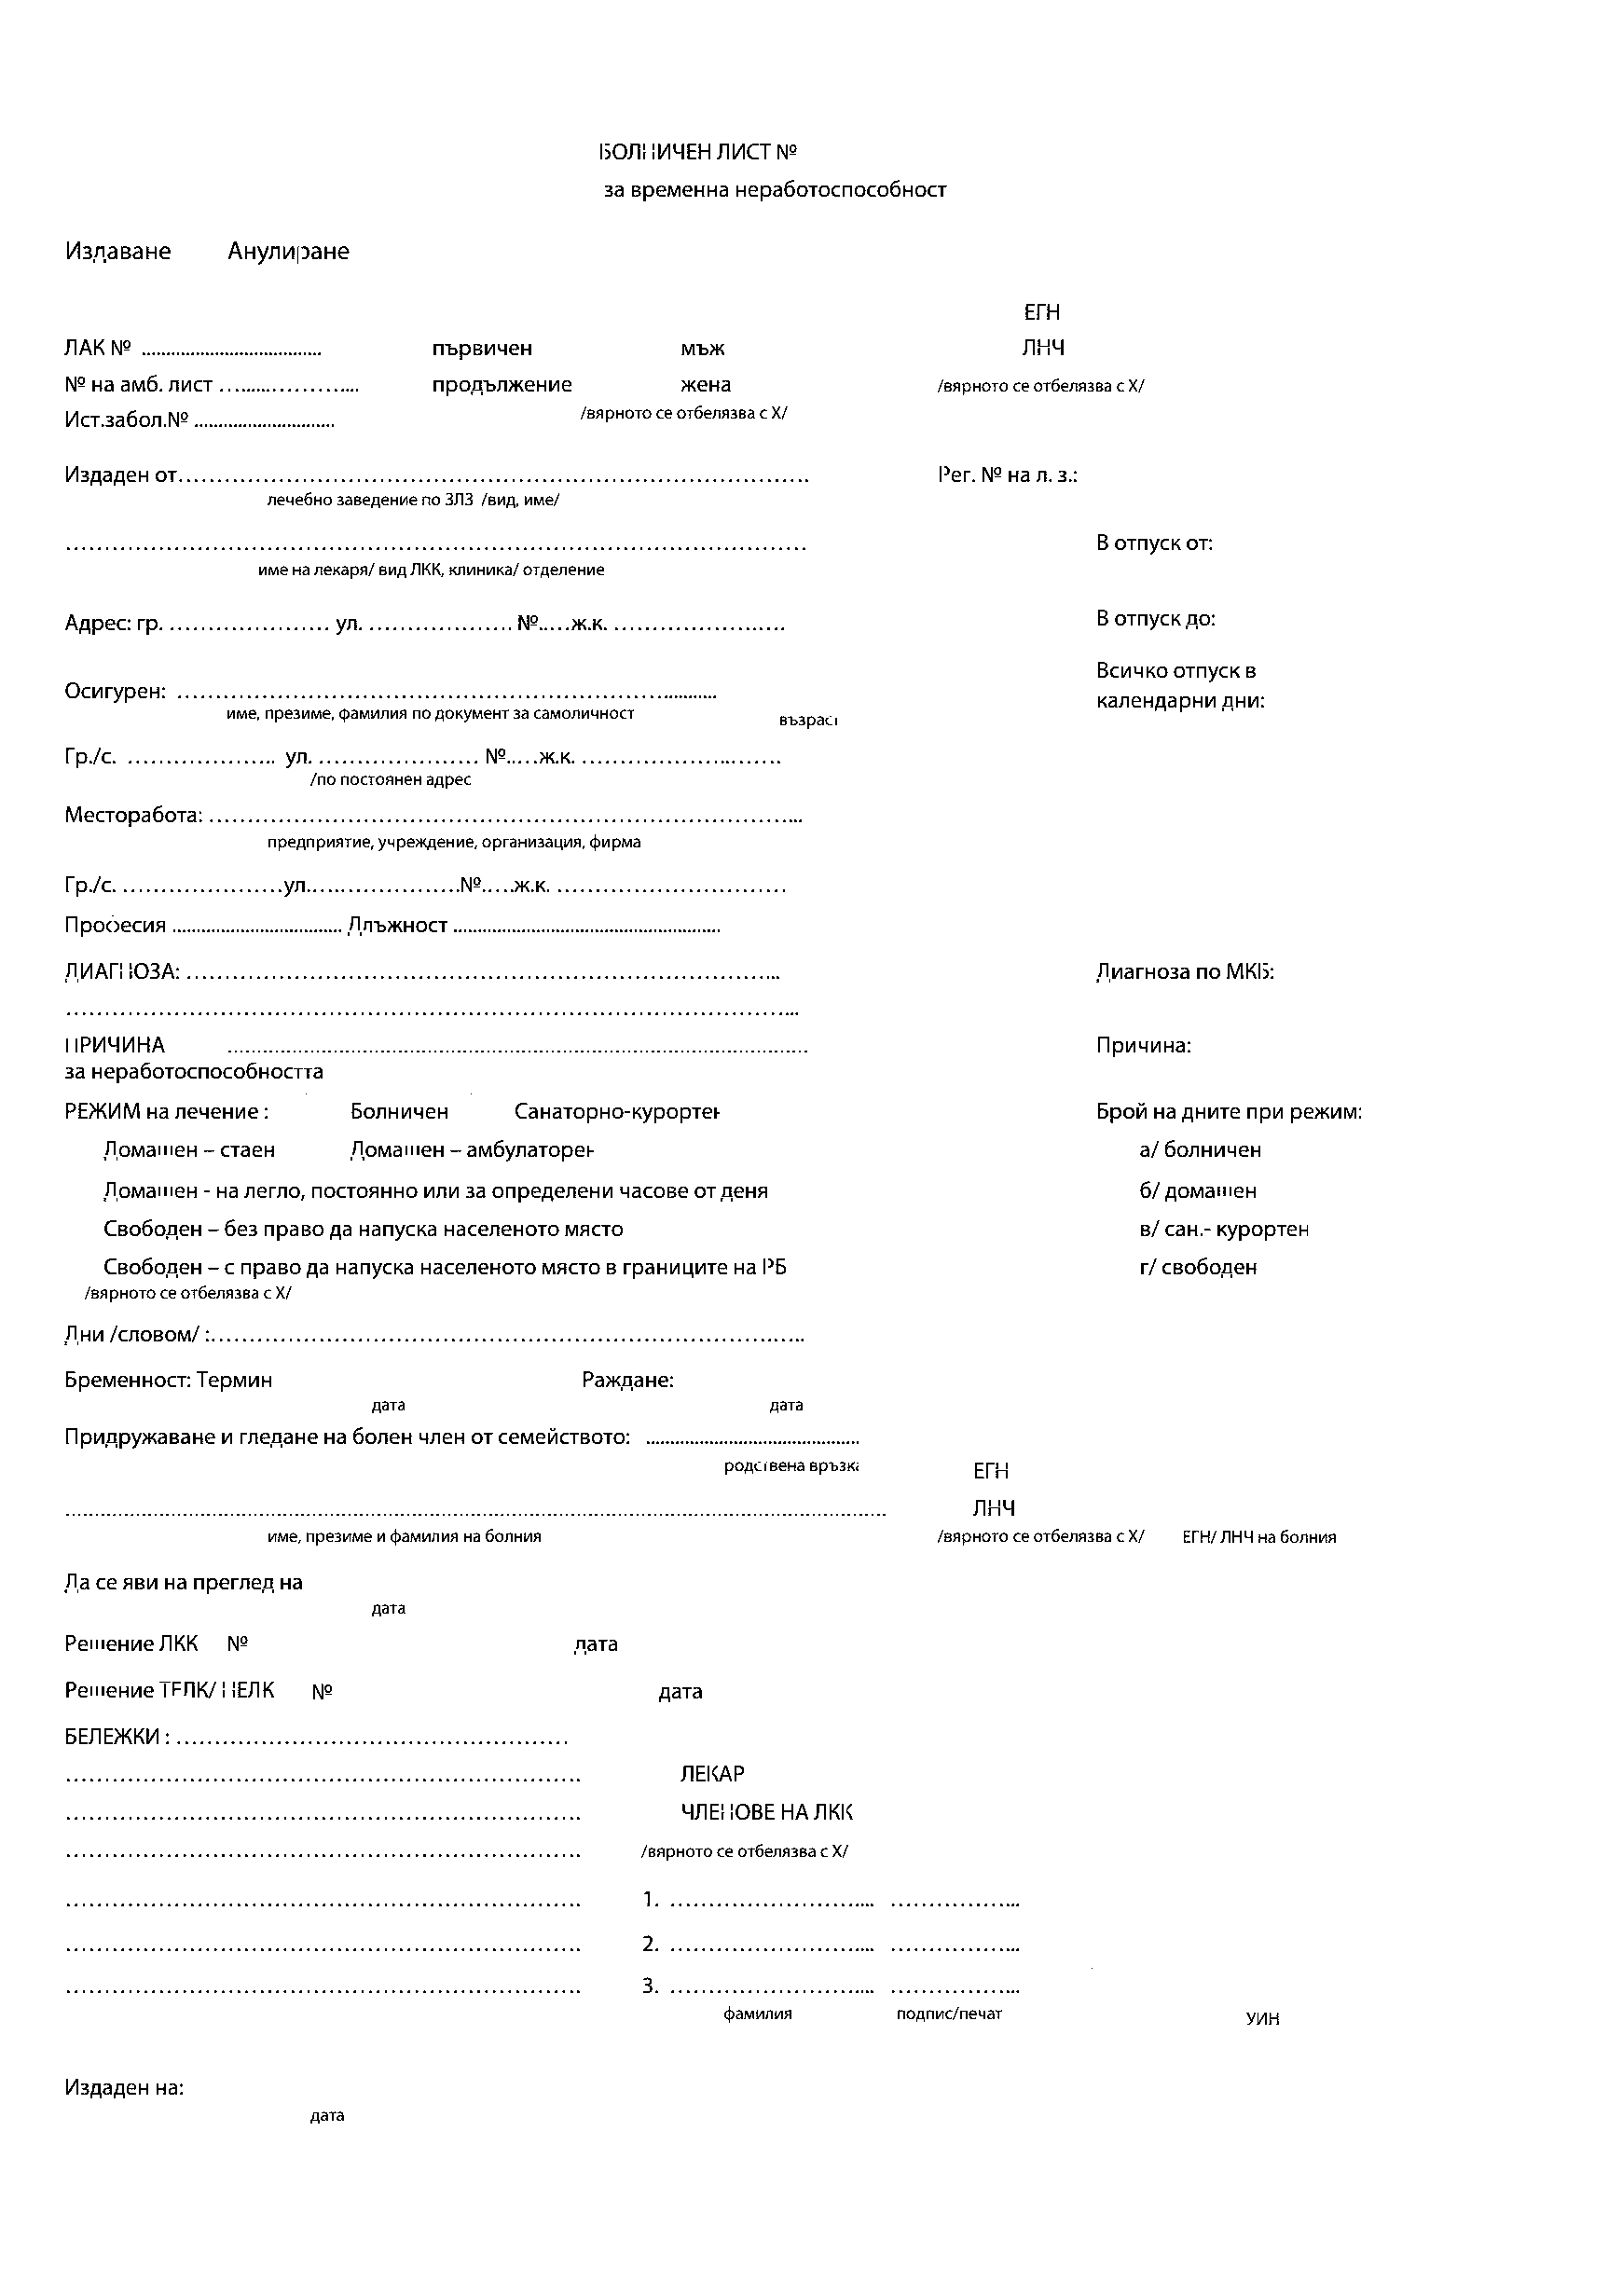 БОЛНИЧЕН ЛИСТ №
за временна неработоспособност
Издаване Анулиране
ЕГН
ЛАК № ..................................... първичен мъж ЛНЧ
№ на амб. лист ............................ продължение жена /вярното се отбелязва с Х/
Ист.забол.№ ............................. /вярното се отбелязва с Х/
Издаден от................................................................................. Рег. № на л. з.:
лечебно заведение по ЗЛЗ /вид, име/
............................................................................................... В отпуск от:
име на лекаря/ вид ЛКК, клиника/ отделение
Адрес: гр. ..................... ул. ................... №.....ж.к. ...................... В отпуск до:
Всичко отпуск в
Осигурен: ...................................................................... календарни дни:
име, презиме, фамилия по документ за самоличност възраст
Гр./с. ................... ул. ..................... №.....ж.к. ..........................
/по постоянен адрес
Месторабота: ............................................................................
предприятие, учреждение, организация, фирма
Гр./с. .....................ул....................№.....ж.к. ..............................
Професия ................................... Длъжност .......................................................
ДИАГНОЗА: ............................................................................ Диагноза по МКБ:
..............................................................................................
ПРИЧИНА .............................................................................. Причина:
за неработоспособността
РЕЖИМ на лечение : Болничен Санаторно-курортен Брой на дните при режим:
Домашен – стаен Домашен – амбулаторен а/ болничен
Домашен - на легло, постоянно или за определени часове от деня б/ домашен
Свободен – без право да напуска населеното място в/ сан.- курортен
Свободен – с право да напуска населеното място в границите на РБ г/ свободен
/вярното се отбелязва с Х/
Дни /словом/ :.............................................................................
Бременност: Термин Раждане:
дата дата
Придружаване и гледане на болен член от семейството: ............................................
родствена връзка ЕГН
.............................................................................................................. ЛНЧ
име, презиме и фамилия на болния /вярното се отбелязва с Х/ ЕГН/ ЛНЧ на болния
Да се яви на преглед на
дата
Решение ЛКК № дата
Решение ТЕЛК/ НЕЛК № дата
БЕЛЕЖКИ : ..................................................
.................................................................. ЛЕКАР
.................................................................. ЧЛЕНОВЕ НА ЛКК
.................................................................. /вярното се отбелязва с Х/
.................................................................. 1. .......................... .................
.................................................................. 2. .......................... .................
.................................................................. 3. .......................... .................
фамилия подпис/печат УИН
Издаден на:
дата